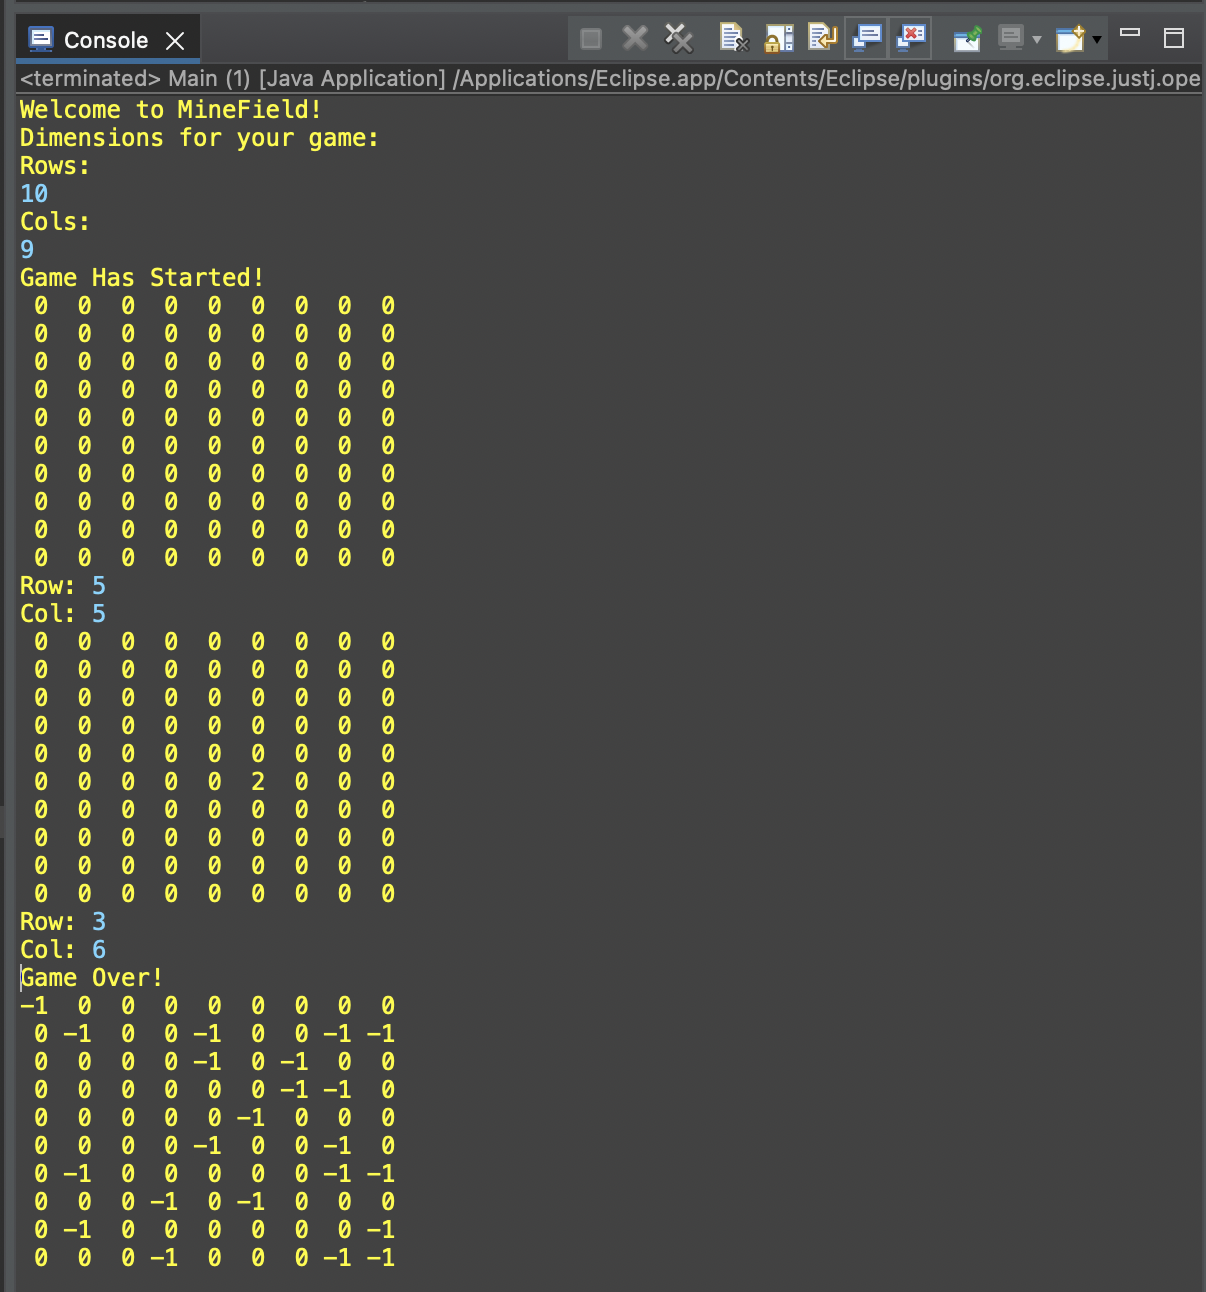 Console
<terminated> Main (1) [Java Application] /Applications/Eclipse.app/Contents/Eclipse/plugins/org.eclipse.justj.ope
Welcome to MineField!
Dimensions for your game:
Rows:
10
Cols:
9
Game Has Started!
 0  0  0  0  0  0  0  0  0
 0  0  0  0  0  0  0  0  0
 0  0  0  0  0  0  0  0  0
 0  0  0  0  0  0  0  0  0
 0  0  0  0  0  0  0  0  0
 0  0  0  0  0  0  0  0  0
 0  0  0  0  0  0  0  0  0
 0  0  0  0  0  0  0  0  0
 0  0  0  0  0  0  0  0  0
 0  0  0  0  0  0  0  0  0
Row: 5
Col: 5
 0  0  0  0  0  0  0  0  0
 0  0  0  0  0  0  0  0  0
 0  0  0  0  0  0  0  0  0
 0  0  0  0  0  0  0  0  0
 0  0  0  0  0  0  0  0  0
 0  0  0  0  0  2  0  0  0
 0  0  0  0  0  0  0  0  0
 0  0  0  0  0  0  0  0  0
 0  0  0  0  0  0  0  0  0
 0  0  0  0  0  0  0  0  0
Row: 3
Col: 6
Game Over!
-1  0  0  0  0  0  0  0  0
 0 -1  0  0 -1  0  0 -1 -1
 0  0  0  0 -1  0 -1  0  0
 0  0  0  0  0  0 -1 -1  0
 0  0  0  0  0 -1  0  0  0
 0  0  0  0 -1  0  0 -1  0
 0 -1  0  0  0  0  0 -1 -1
 0  0  0 -1  0 -1  0  0  0
 0 -1  0  0  0  0  0  0 -1
 0  0  0 -1  0  0  0 -1 -1